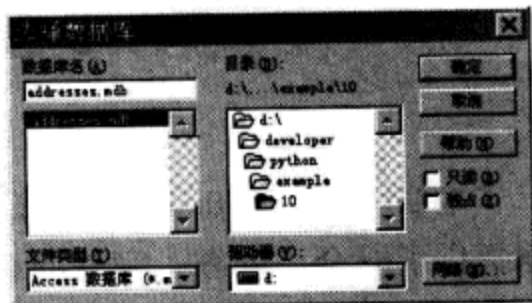 选择数据库
数据库名(A)
addresses.mdb
addresses.mdb
文件类型(T):
Access 数据库 (*.m
目录(D):
d:\...\example\10
d:\
developer
python
example
10
驱动器(V):
d:
确定
取消
帮助(H)
只读(R)
独占(E)
网络(N)...